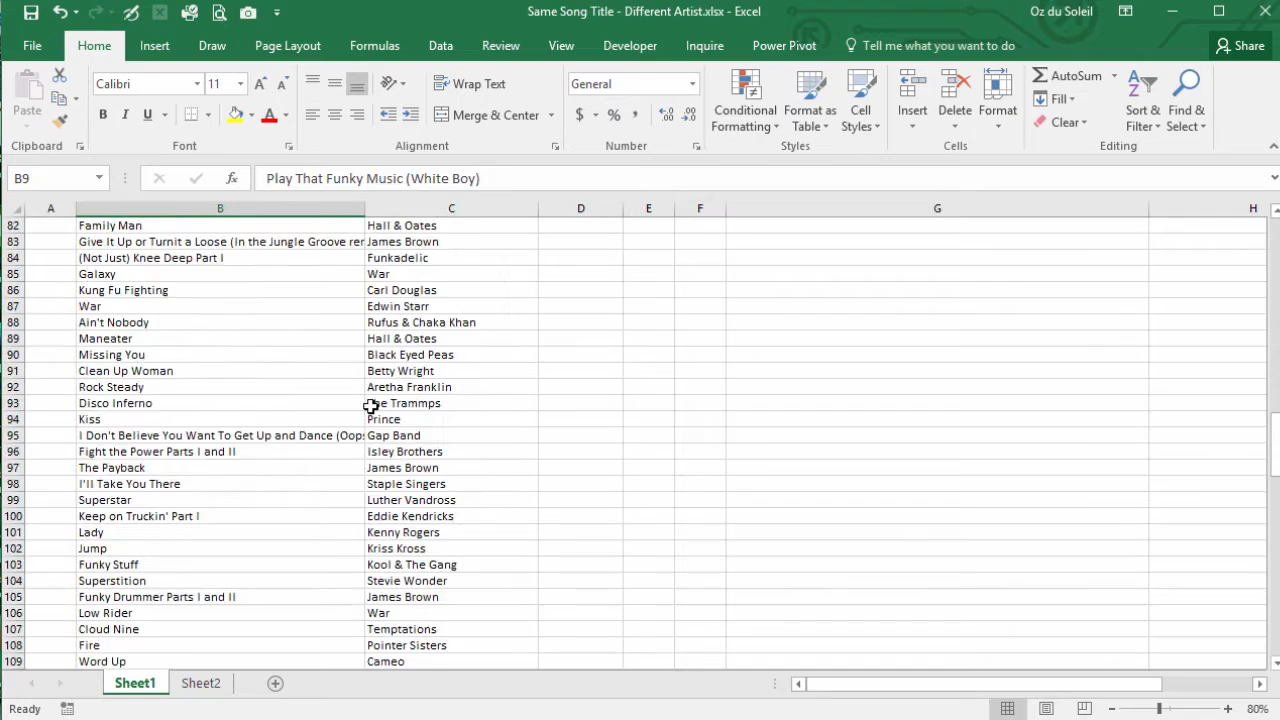 Same Song Title - Different Artist.xlsx - Excel
Oz du Soleil
File Home Insert Draw Page Layout Formulas Data Review View Developer Inquire Power Pivot Tell me what you want to do Share
Paste
Clipboard
Calibri 11
B I U
Font
Wrap Text
Merge & Center
Alignment
General
$ % ,
Number
Conditional Formatting
Format as Table
Cell Styles
Styles
Insert
Delete
Format
Cells
AutoSum
Fill
Clear
Sort & Filter
Find & Select
Editing
B9 fx Play That Funky Music (White Boy)
A B C D E F G H
82 Family Man Hall & Oates
83 Give It Up or Turnit a Loose (In the Jungle Groove rer James Brown
84 (Not Just) Knee Deep Part I Funkadelic
85 Galaxy War
86 Kung Fu Fighting Carl Douglas
87 War Edwin Starr
88 Ain't Nobody Rufus & Chaka Khan
89 Maneater Hall & Oates
90 Missing You Black Eyed Peas
91 Clean Up Woman Betty Wright
92 Rock Steady Aretha Franklin
93 Disco Inferno Trammps
94 Kiss Prince
95 I Don't Believe You Want To Get Up and Dance (Oops Gap Band
96 Fight the Power Parts I and II Isley Brothers
97 The Payback James Brown
98 I'll Take You There Staple Singers
99 Superstar Luther Vandross
100 Keep on Truckin' Part I Eddie Kendricks
101 Lady Kenny Rogers
102 Jump Kriss Kross
103 Funky Stuff Kool & The Gang
104 Superstition Stevie Wonder
105 Funky Drummer Parts I and II James Brown
106 Low Rider War
107 Cloud Nine Temptations
108 Fire Pointer Sisters
109 Word Up Cameo
Sheet1 Sheet2
Ready
80%